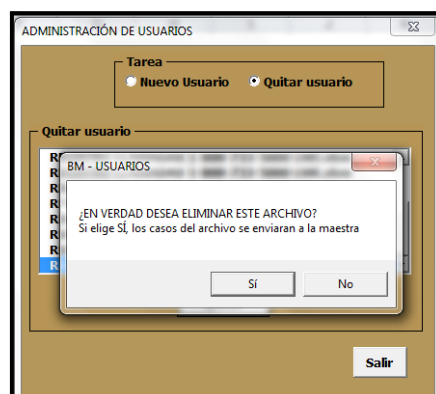 ADMINISTRACIÓN DE USUARIOS
Tarea
Nuevo Usuario Quitar usuario
Quitar usuario
BM - USUARIOS
¿EN VERDAD DESEA ELIMINAR ESTE ARCHIVO?
Si elige SÍ, los casos del archivo se enviaran a la maestra
Sí No
Salir